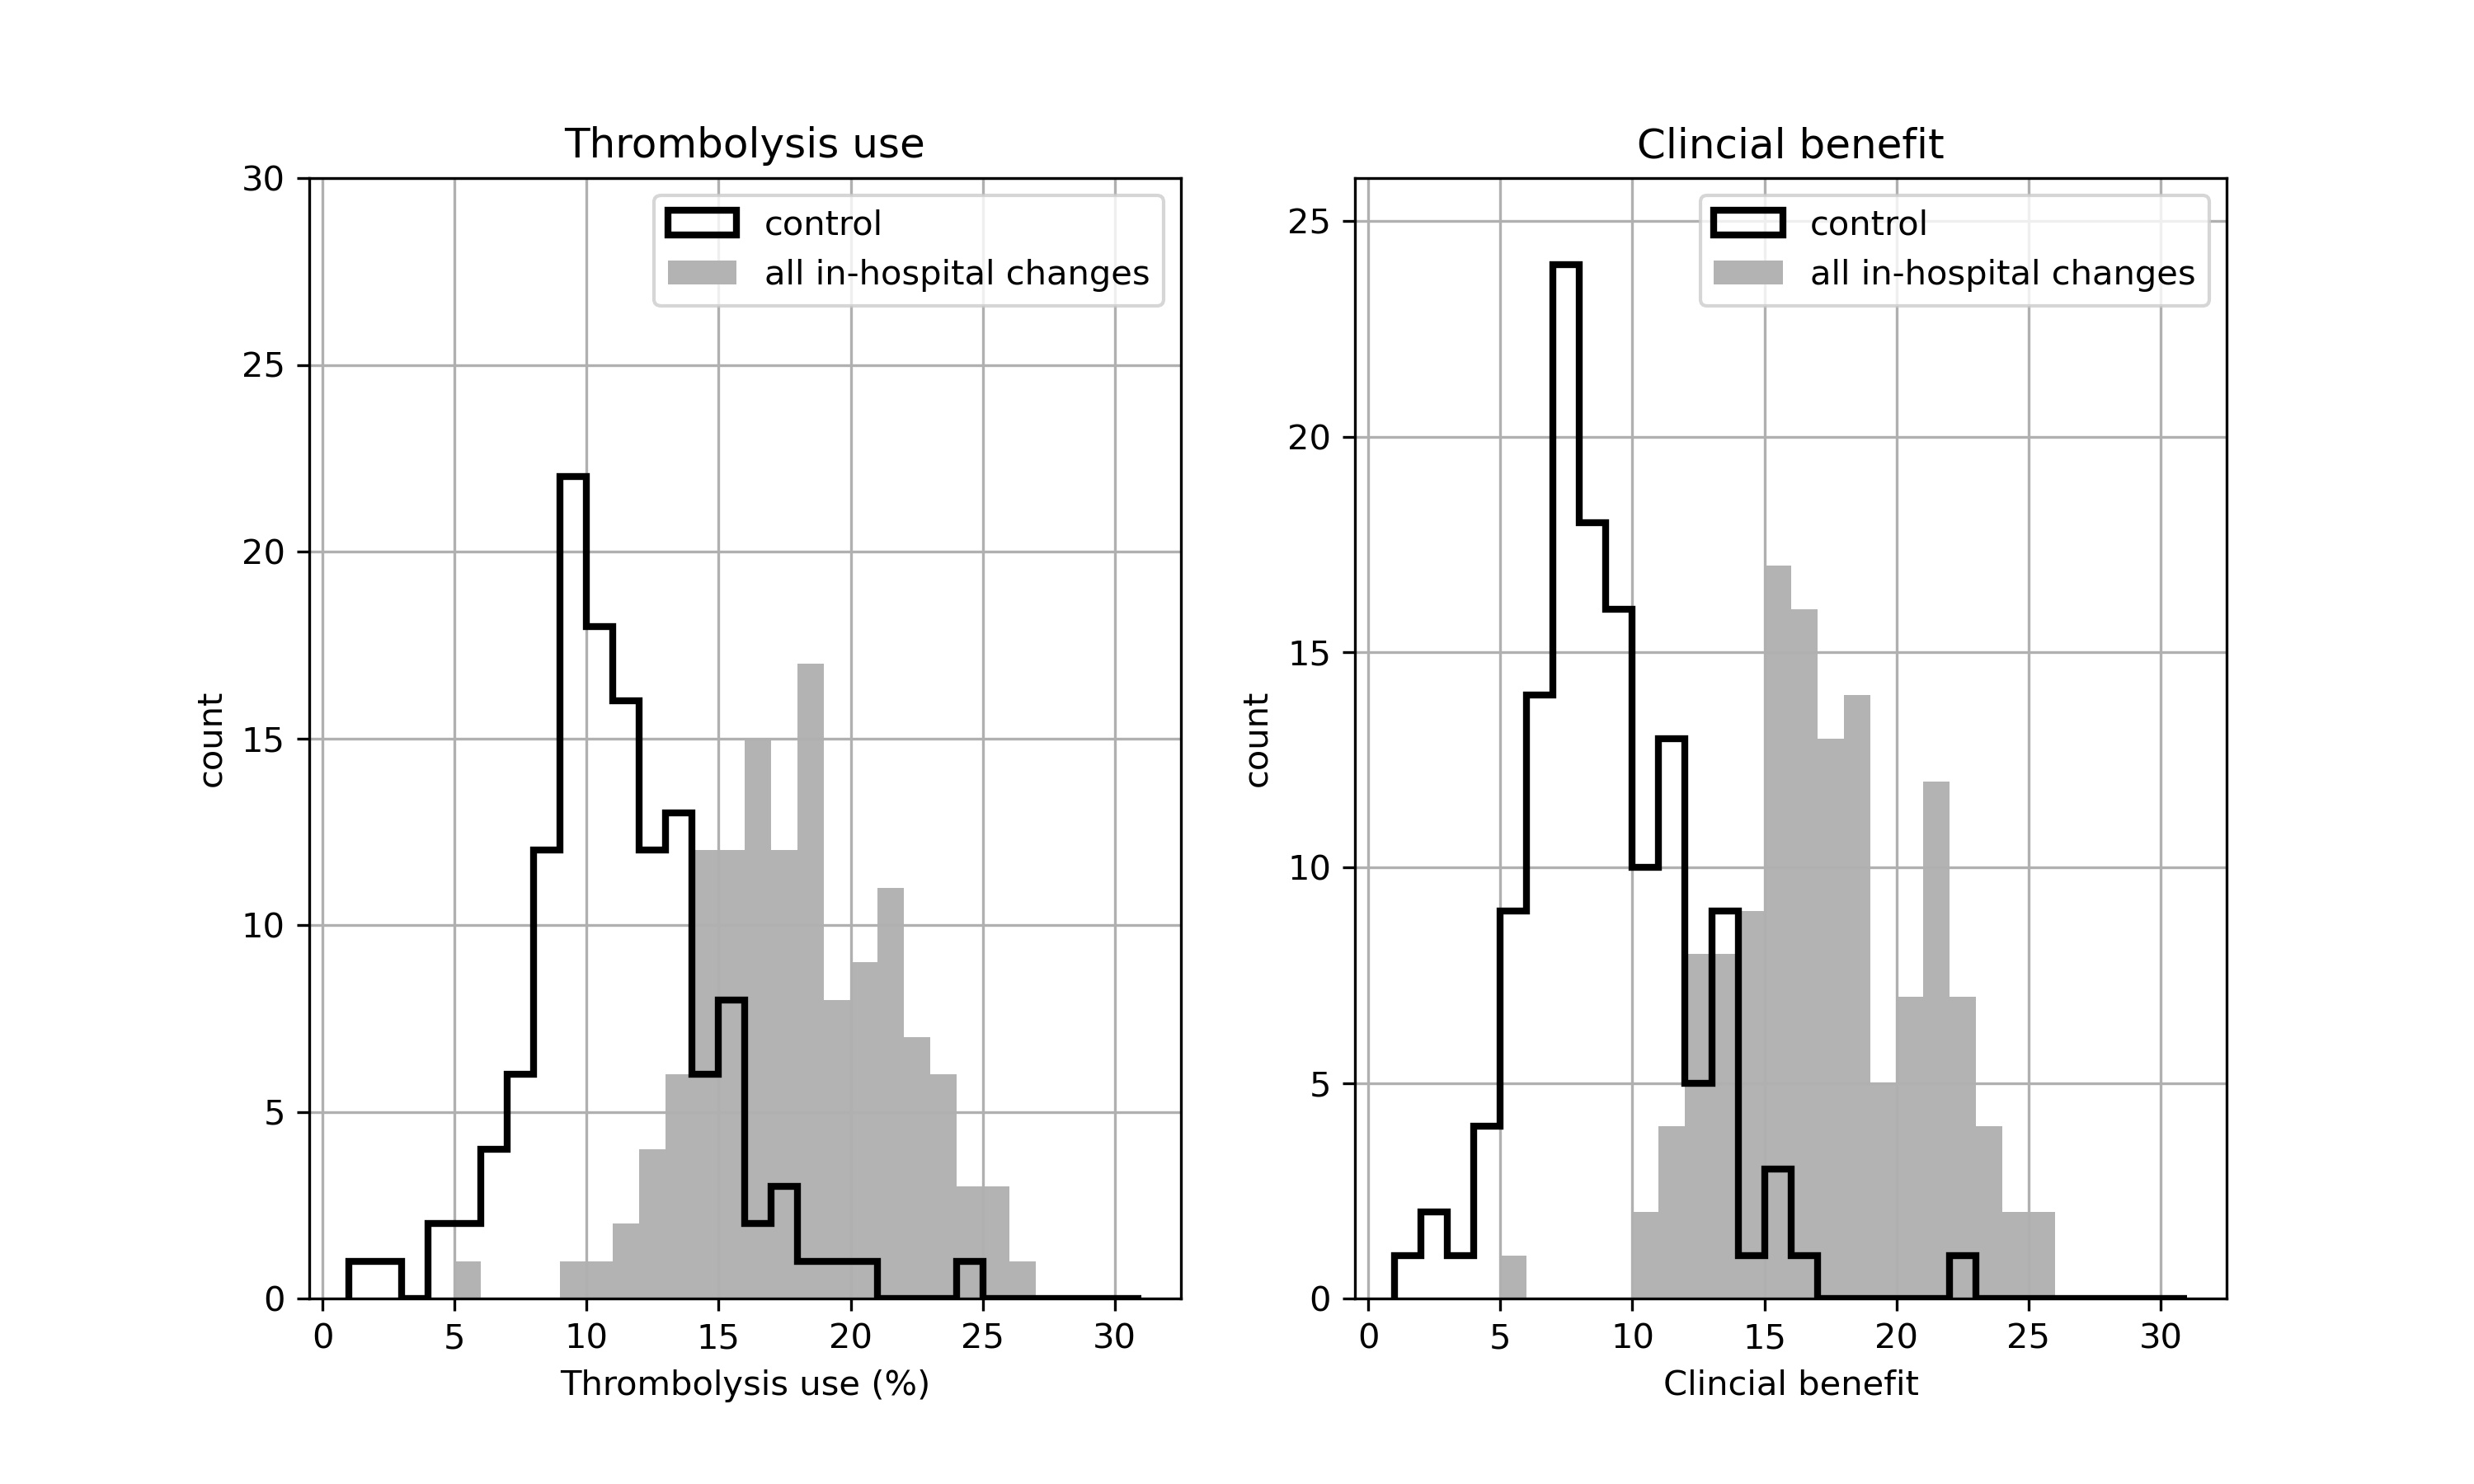 Thrombolysis use
30
25
20
15
10
5
0
count
control
all in-hospital changes
0 5 10 15 20 25 30
Thrombolysis use (%)
Clincial benefit
25
20
15
10
5
0
count
control
all in-hospital changes
0 5 10 15 20 25 30
Clincial benefit